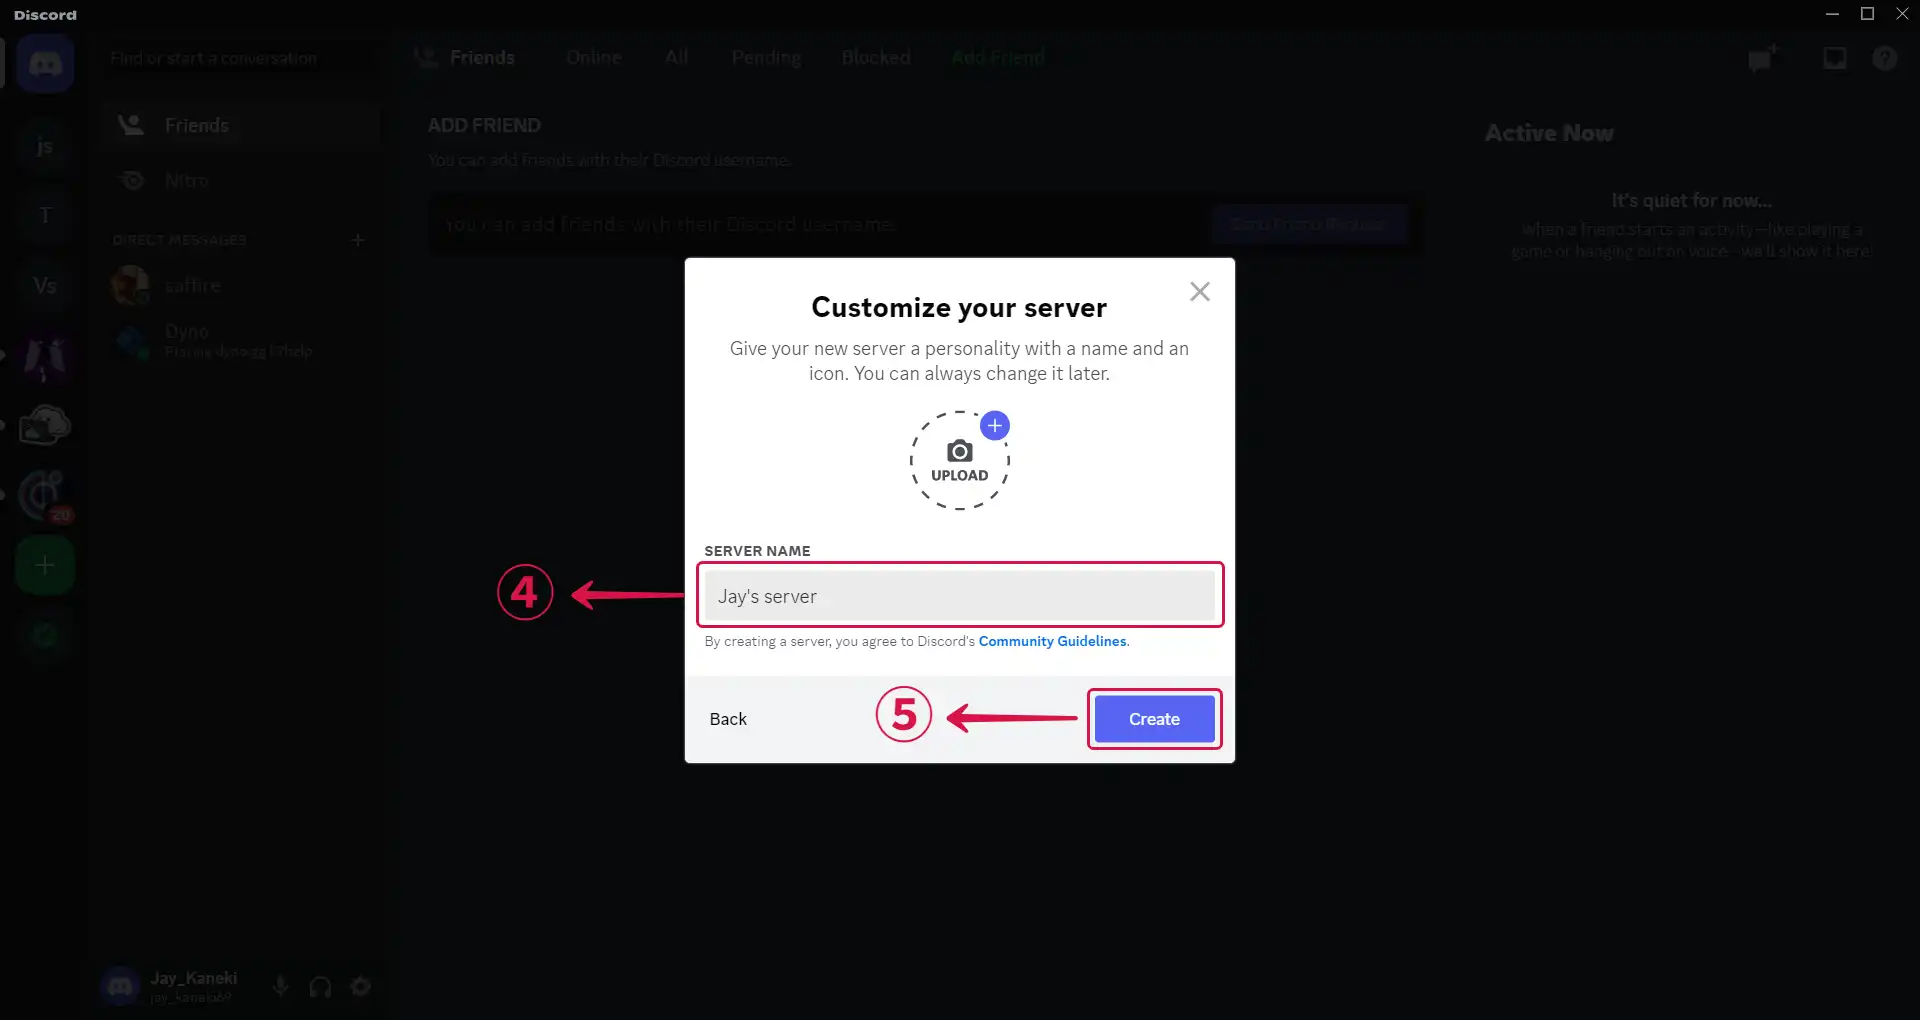 Discord
Find or start a conversation
Friends
Online
All
Pending
Blocked
Add Friend
js
T
Vs
20
Friends
Nitro
DIRECT MESSAGES
saffire
Dyno
ADD FRIEND
You can add friends with their Discord username.
You can add friends with their Discord username.
Send Friend Request
Active Now
It's quiet for now...
When a friend starts an activity—like playing a
game or hanging out on voice—we'll show it here!
Customize your server
Give your new server a personality with a name and an
icon. You can always change it later.
UPLOAD
SERVER NAME
4
Jay's server
By creating a server, you agree to Discord's Community Guidelines.
Back
5
Create
Jay_Kaneki